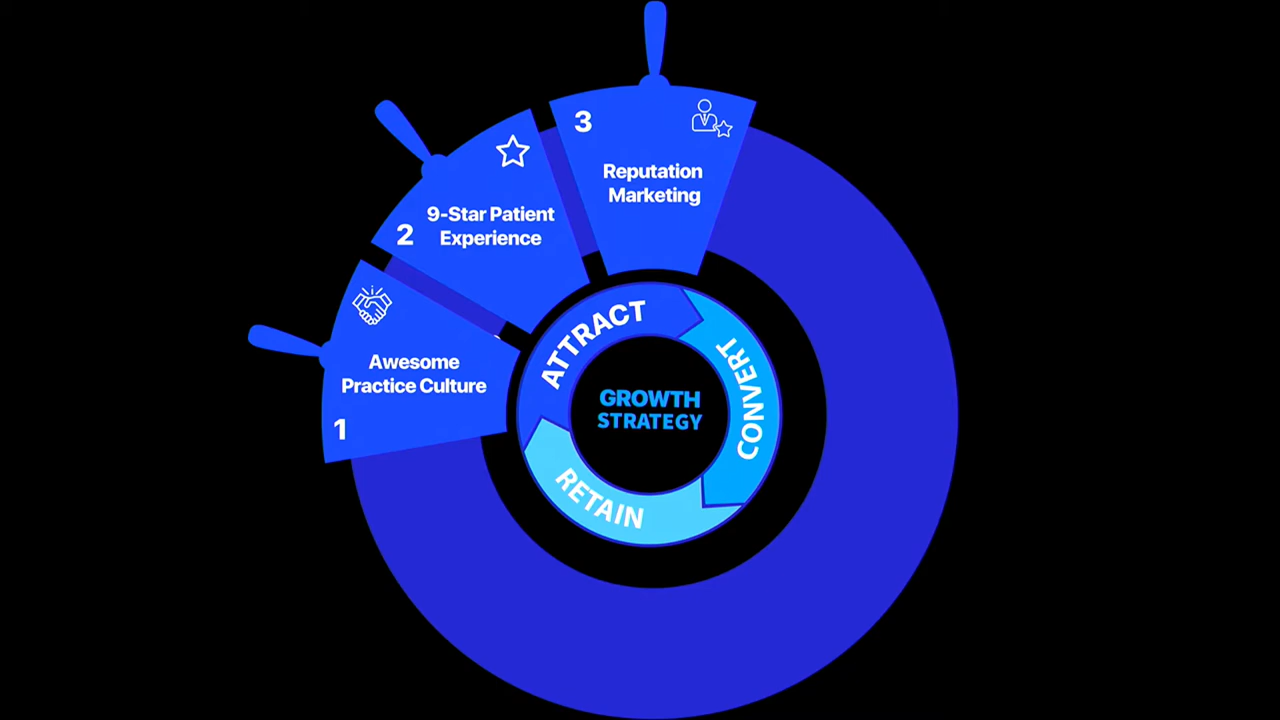 3
Reputation
Marketing
2
9-Star Patient
Experience
1
Awesome
Practice Culture
ATTRACT
CONVERT
RETAIN
GROWTH
STRATEGY